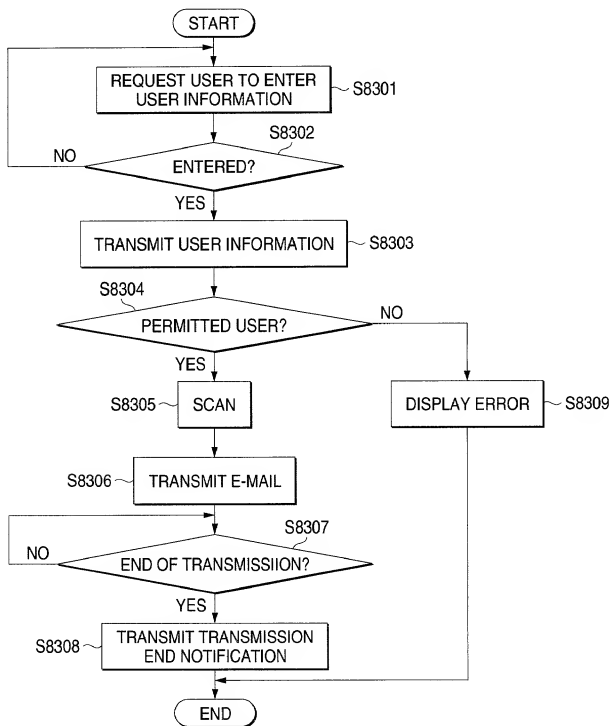 START
REQUEST USER TO ENTER
USER INFORMATION
S8301
S8302
NO
ENTERED?
YES
TRANSMIT USER INFORMATION
S8303
S8304
NO
PERMITTED USER?
YES
S8305
SCAN
DISPLAY ERROR
S8309
S8306
TRANSMIT E-MAIL
S8307
NO
END OF TRANSMISSIION?
YES
S8308
TRANSMIT TRANSMISSION
END NOTIFICATION
END